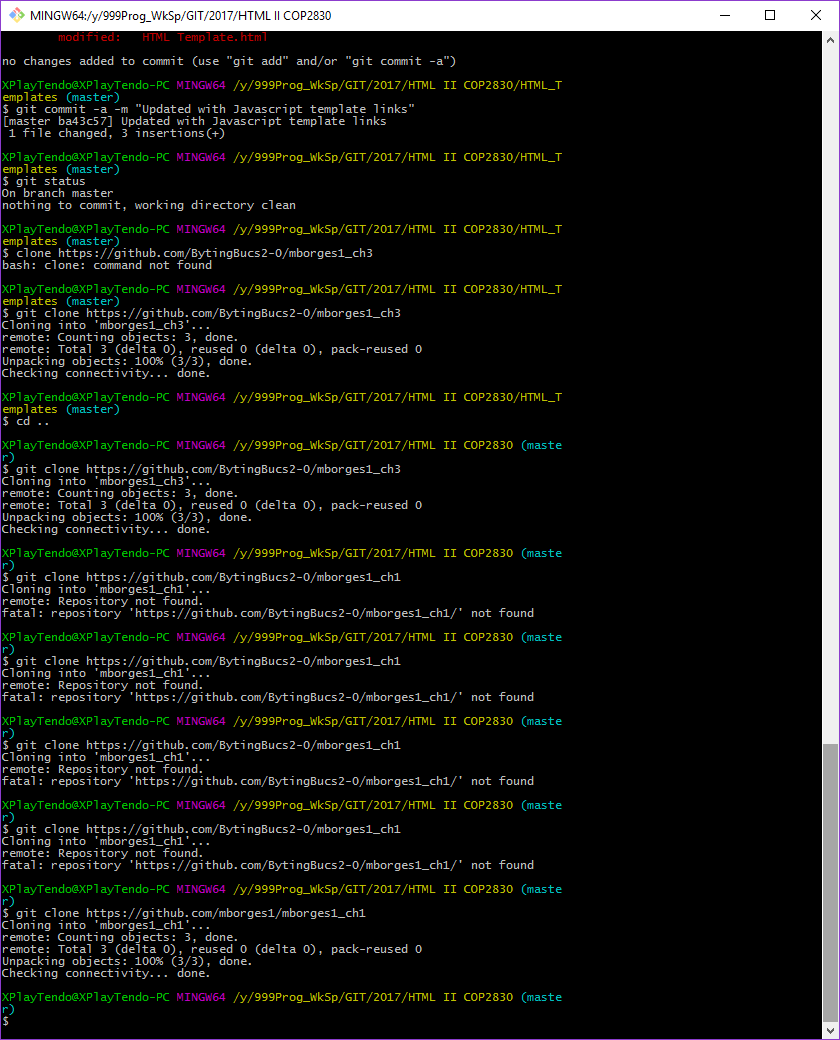 MINGW64:/y/999Prog_WkSp/GIT/2017/HTML II COP2830
modified:   HTML Template.html
no changes added to commit (use "git add" and/or "git commit -a")
XPlayTendo@XPlayTendo-PC MINGW64 /y/999Prog_WkSp/GIT/2017/HTML II COP2830/HTML_T
emplates (master)
$ git commit -a -m "Updated with Javascript template links"
[master ba43c57] Updated with Javascript template links
 1 file changed, 3 insertions(+)
XPlayTendo@XPlayTendo-PC MINGW64 /y/999Prog_WkSp/GIT/2017/HTML II COP2830/HTML_T
emplates (master)
$ git status
On branch master
nothing to commit, working directory clean
XPlayTendo@XPlayTendo-PC MINGW64 /y/999Prog_WkSp/GIT/2017/HTML II COP2830/HTML_T
emplates (master)
$ clone https://github.com/BytingBucs2-0/mborges1_ch3
bash: clone: command not found
XPlayTendo@XPlayTendo-PC MINGW64 /y/999Prog_WkSp/GIT/2017/HTML II COP2830/HTML_T
emplates (master)
$ git clone https://github.com/BytingBucs2-0/mborges1_ch3
Cloning into 'mborges1_ch3'...
remote: Counting objects: 3, done.
remote: Total 3 (delta 0), reused 0 (delta 0), pack-reused 0
Unpacking objects: 100% (3/3), done.
Checking connectivity... done.
XPlayTendo@XPlayTendo-PC MINGW64 /y/999Prog_WkSp/GIT/2017/HTML II COP2830/HTML_T
emplates (master)
$ cd ..
XPlayTendo@XPlayTendo-PC MINGW64 /y/999Prog_WkSp/GIT/2017/HTML II COP2830 (maste
r)
$ git clone https://github.com/BytingBucs2-0/mborges1_ch3
Cloning into 'mborges1_ch3'...
remote: Counting objects: 3, done.
remote: Total 3 (delta 0), reused 0 (delta 0), pack-reused 0
Unpacking objects: 100% (3/3), done.
Checking connectivity... done.
XPlayTendo@XPlayTendo-PC MINGW64 /y/999Prog_WkSp/GIT/2017/HTML II COP2830 (maste
r)
$ git clone https://github.com/BytingBucs2-0/mborges1_ch1
Cloning into 'mborges1_ch1'...
remote: Repository not found.
fatal: repository 'https://github.com/BytingBucs2-0/mborges1_ch1/' not found
XPlayTendo@XPlayTendo-PC MINGW64 /y/999Prog_WkSp/GIT/2017/HTML II COP2830 (maste
r)
$ git clone https://github.com/BytingBucs2-0/mborges1_ch1
Cloning into 'mborges1_ch1'...
remote: Repository not found.
fatal: repository 'https://github.com/BytingBucs2-0/mborges1_ch1/' not found
XPlayTendo@XPlayTendo-PC MINGW64 /y/999Prog_WkSp/GIT/2017/HTML II COP2830 (maste
r)
$ git clone https://github.com/BytingBucs2-0/mborges1_ch1
Cloning into 'mborges1_ch1'...
remote: Repository not found.
fatal: repository 'https://github.com/BytingBucs2-0/mborges1_ch1/' not found
XPlayTendo@XPlayTendo-PC MINGW64 /y/999Prog_WkSp/GIT/2017/HTML II COP2830 (maste
r)
$ git clone https://github.com/BytingBucs2-0/mborges1_ch1
Cloning into 'mborges1_ch1'...
remote: Repository not found.
fatal: repository 'https://github.com/BytingBucs2-0/mborges1_ch1/' not found
XPlayTendo@XPlayTendo-PC MINGW64 /y/999Prog_WkSp/GIT/2017/HTML II COP2830 (maste
r)
$ git clone https://github.com/mborges1/mborges1_ch1
Cloning into 'mborges1_ch1'...
remote: Counting objects: 3, done.
remote: Total 3 (delta 0), reused 0 (delta 0), pack-reused 0
Unpacking objects: 100% (3/3), done.
Checking connectivity... done.
XPlayTendo@XPlayTendo-PC MINGW64 /y/999Prog_WkSp/GIT/2017/HTML II COP2830 (maste
r)
$